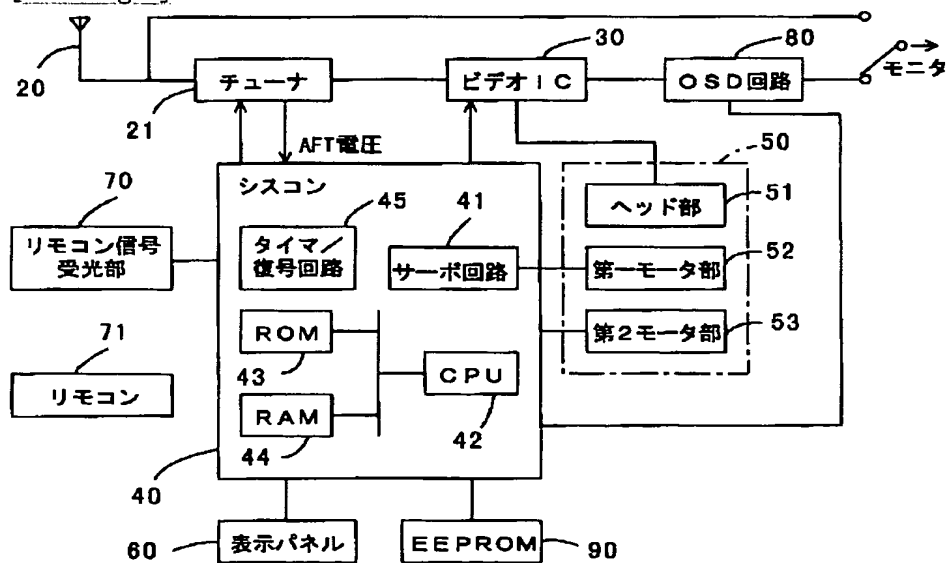 30
80
20
チューナ
ビデオIC
OSD回路
モニタ
21
AFT電圧
50
シスコン
70
45
41
ヘッド部
51
リモコン信号
受光部
タイマ/
復号回路
サーボ回路
第一モータ部
52
71
ROM
第2モータ部
53
43
CPU
リモコン
RAM
42
44
40
60
表示パネル
EEPROM
90